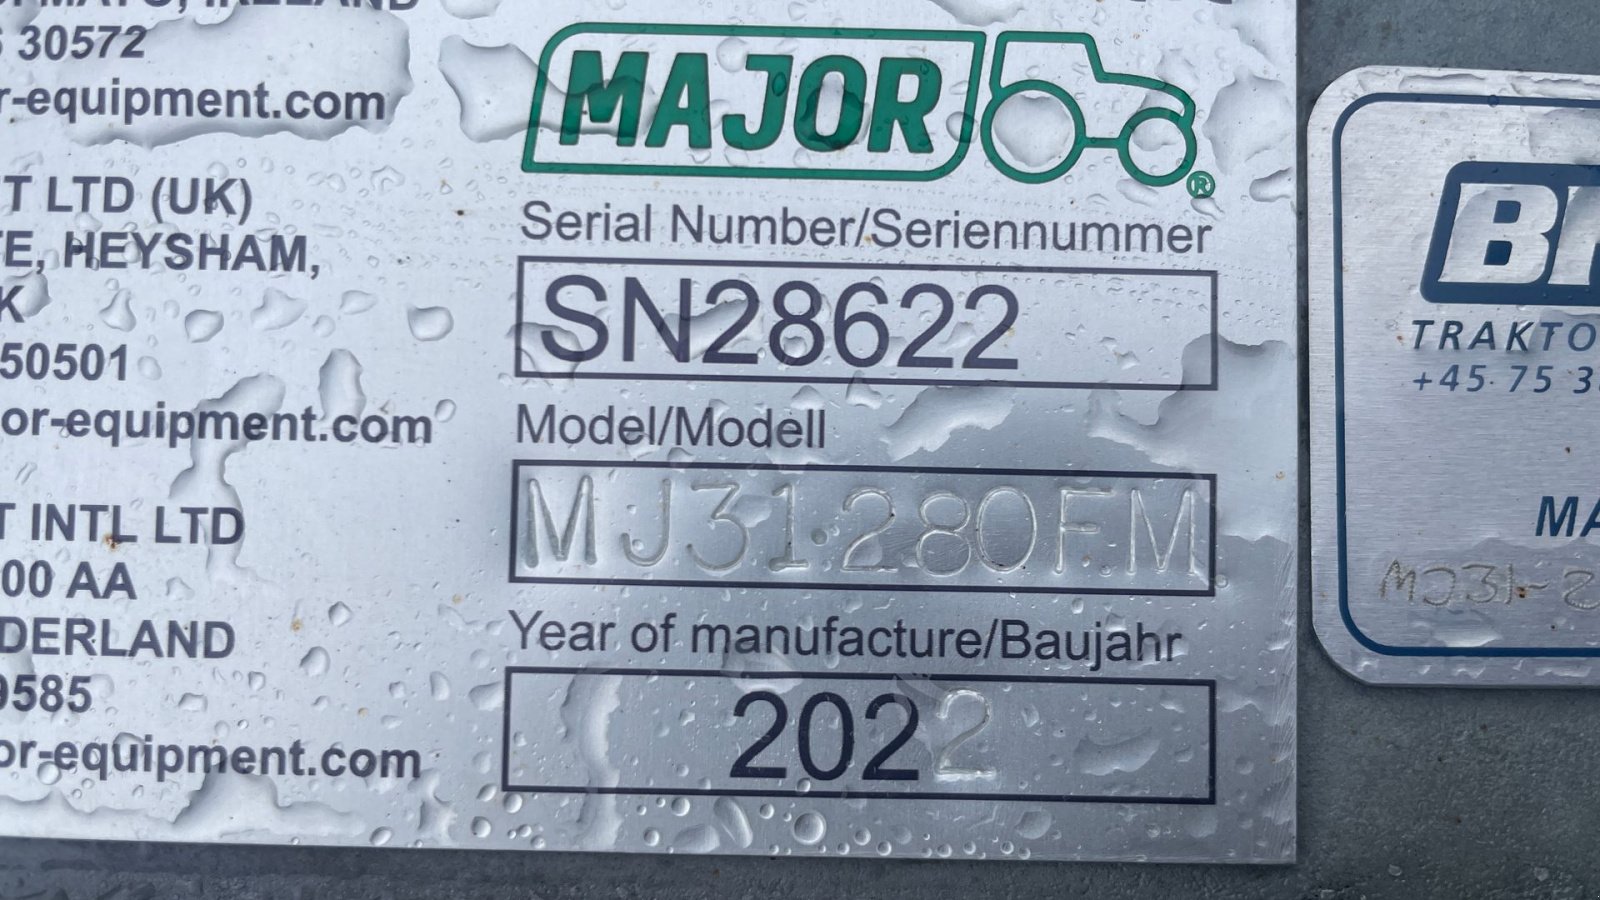 30572
r-equipment.com
T LTD (UK)
E, HEYSHAM,
K
50501
or-equipment.com
T INTL LTD
00 AA
DERLAND
9585
or-equipment.com
MAJOR
®
Serial Number/Seriennummer
SN28622
Model/Modell
MJ31.280FM
Year of manufacture/Baujahr
2022
TRAKTO
+45 75 3
MA
MJ31-2